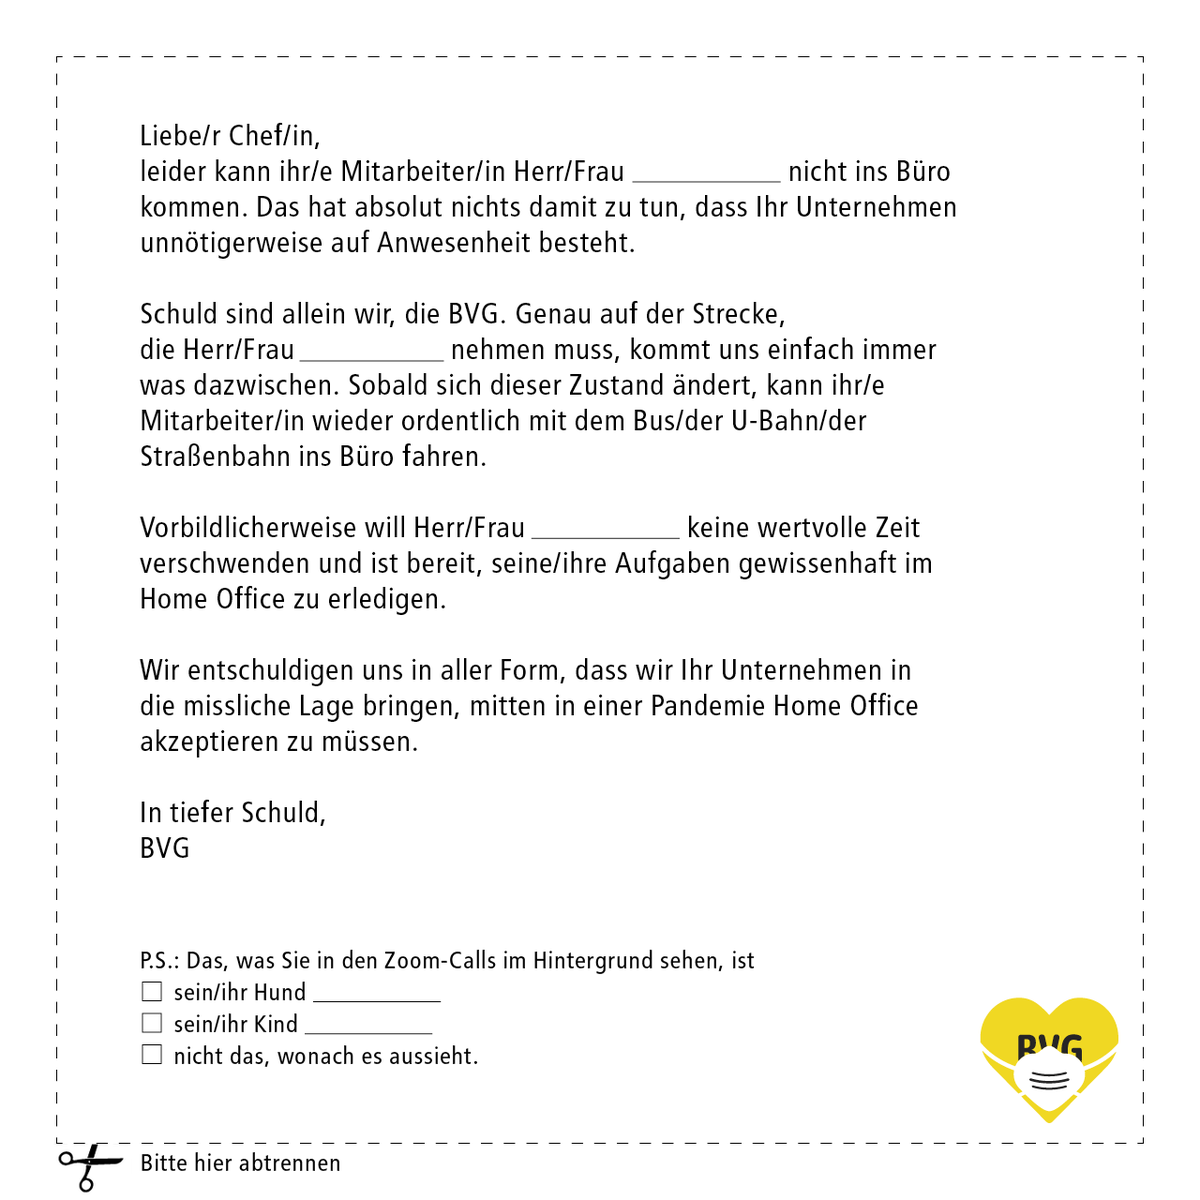 Liebe/r Chef/in,
leider kann ihr/e Mitarbeiter/in Herr/Frau __________ nicht ins Büro
kommen. Das hat absolut nichts damit zu tun, dass Ihr Unternehmen
unnötigerweise auf Anwesenheit besteht.
Schuld sind allein wir, die BVG. Genau auf der Strecke,
die Herr/Frau __________ nehmen muss, kommt uns einfach immer
was dazwischen. Sobald sich dieser Zustand ändert, kann ihr/e
Mitarbeiter/in wieder ordentlich mit dem Bus/der U-Bahn/der
Straßenbahn ins Büro fahren.
Vorbildlicherweise will Herr/Frau __________ keine wertvolle Zeit
verschwenden und ist bereit, seine/ihre Aufgaben gewissenhaft im
Home Office zu erledigen.
Wir entschuldigen uns in aller Form, dass wir Ihr Unternehmen in
die missliche Lage bringen, mitten in einer Pandemie Home Office
akzeptieren zu müssen.
In tiefer Schuld,
BVG
P.S.: Das, was Sie in den Zoom-Calls im Hintergrund sehen, ist
☐ sein/ihr Hund __________
☐ sein/ihr Kind __________
☐ nicht das, wonach es aussieht.
BVG
Bitte hier abtrennen